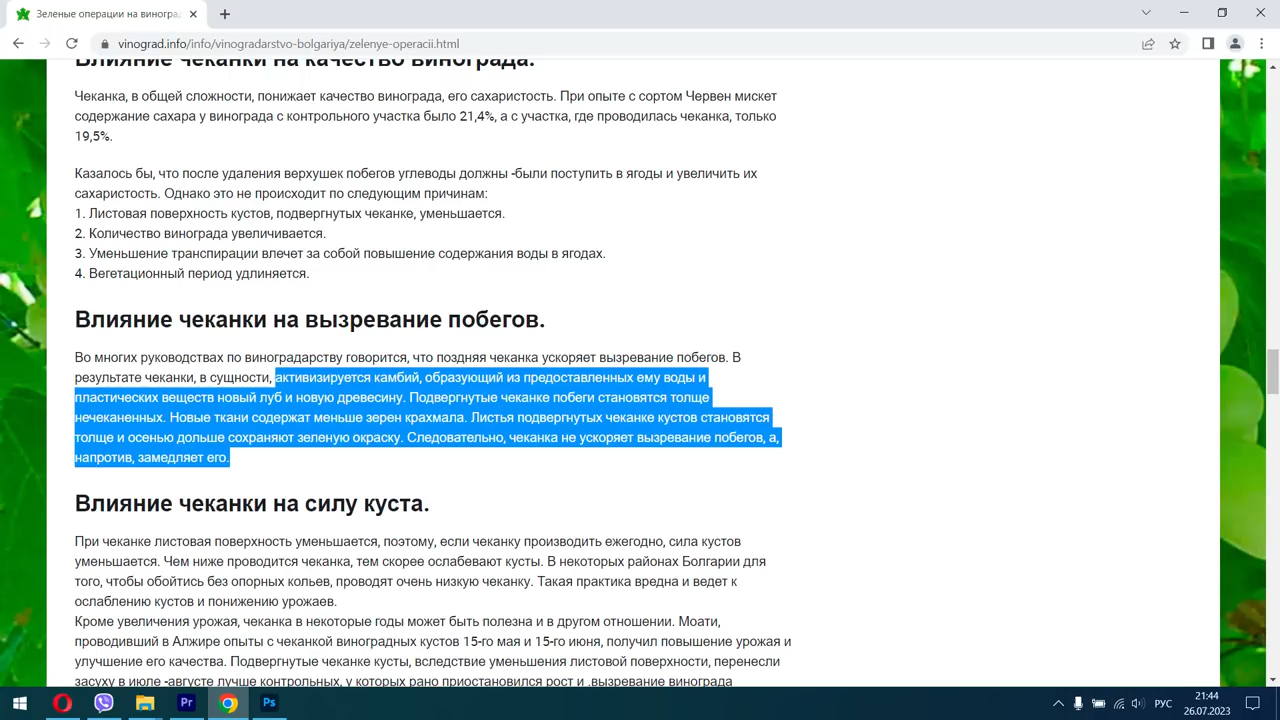 Зеленые операции на виногра
vinograd.info/info/vinogradarstvo-bolgariya/zelenye-operacii.html
Влияние чеканки на качество винограда.
Чеканка, в общей сложности, понижает качество винограда, его сахаристость. При опыте с сортом Червен мискет
содержание сахара у винограда с контрольного участка было 21,4%, а с участка, где проводилась чеканка, только
19,5%.
Казалось бы, что после удаления верхушек побегов углеводы должны -были поступить в ягоды и увеличить их
сахаристость. Однако это не происходит по следующим причинам:
1. Листовая поверхность кустов, подвергнутых чеканке, уменьшается.
2. Количество винограда увеличивается.
3. Уменьшение транспирации влечет за собой повышение содержания воды в ягодах.
4. Вегетационный период удлиняется.
Влияние чеканки на вызревание побегов.
Во многих руководствах по виноградарству говорится, что поздняя чеканка ускоряет вызревание побегов. В
результате чеканки, в сущности, активизируется камбий, образующий из предоставленных ему воды и
пластических веществ новый луб и новую древесину. Подвергнутые чеканке побеги становятся толще
нечеканенных. Новые ткани содержат меньше зерен крахмала. Листья подвергнутых чеканке кустов становятся
толще и осенью дольше сохраняют зеленую окраску. Следовательно, чеканка не ускоряет вызревание побегов, а,
напротив, замедляет его.
Влияние чеканки на силу куста.
При чеканке листовая поверхность уменьшается, поэтому, если чеканку производить ежегодно, сила кустов
уменьшается. Чем ниже проводится чеканка, тем скорее ослабевают кусты. В некоторых районах Болгарии для
того, чтобы обойтись без опорных кольев, проводят очень низкую чеканку. Такая практика вредна и ведет к
ослаблению кустов и понижению урожаев.
Кроме увеличения урожая, чеканка в некоторые годы может быть полезна и в другом отношении. Моати,
проводивший в Алжире опыты с чеканкой виноградных кустов 15-го мая и 15-го июня, получил повышение урожая и
улучшение его качества. Подвергнутые чеканке кусты, вследствие уменьшения листовой поверхности, перенесли
засуху в июле -августе лучше контрольных, у которых рано приостановился рост и .вызревание винограда
Pr
Ps
РУС
21:44
26.07.2023